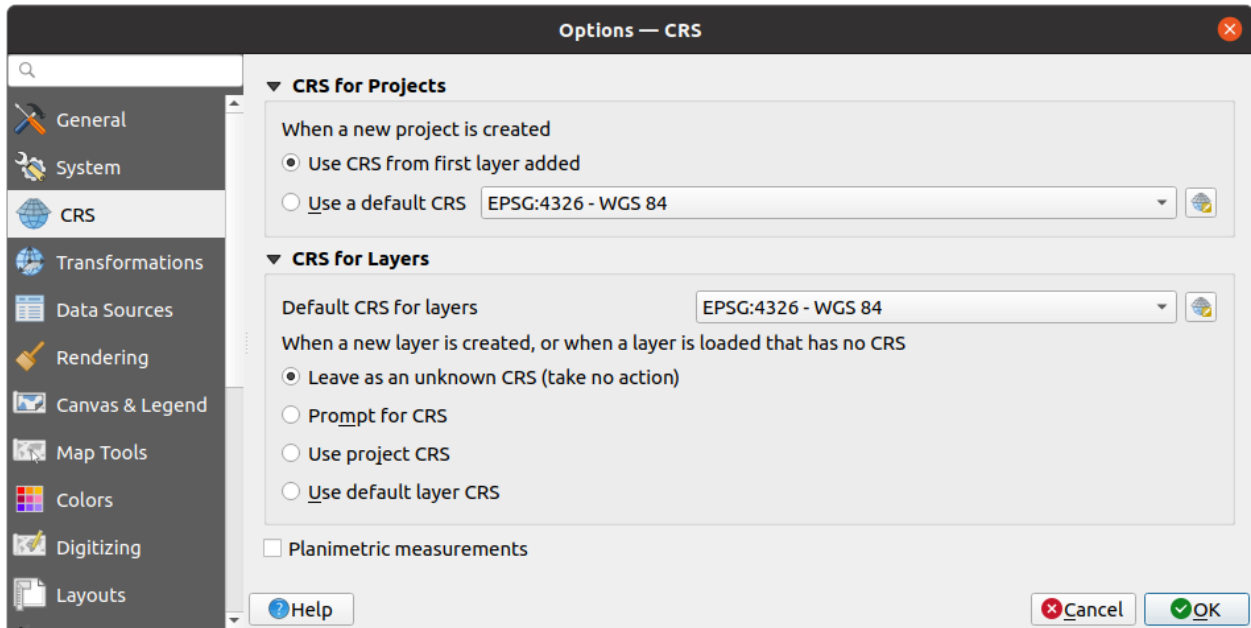 Options — CRS
General
System
CRS
Transformations
Data Sources
Rendering
Canvas & Legend
Map Tools
Colors
Digitizing
Layouts
CRS for Projects
When a new project is created
Use CRS from first layer added
Use a default CRS EPSG:4326 - WGS 84
CRS for Layers
Default CRS for layers EPSG:4326 - WGS 84
When a new layer is created, or when a layer is loaded that has no CRS
Leave as an unknown CRS (take no action)
Prompt for CRS
Use project CRS
Use default layer CRS
Planimetric measurements
Help Cancel OK